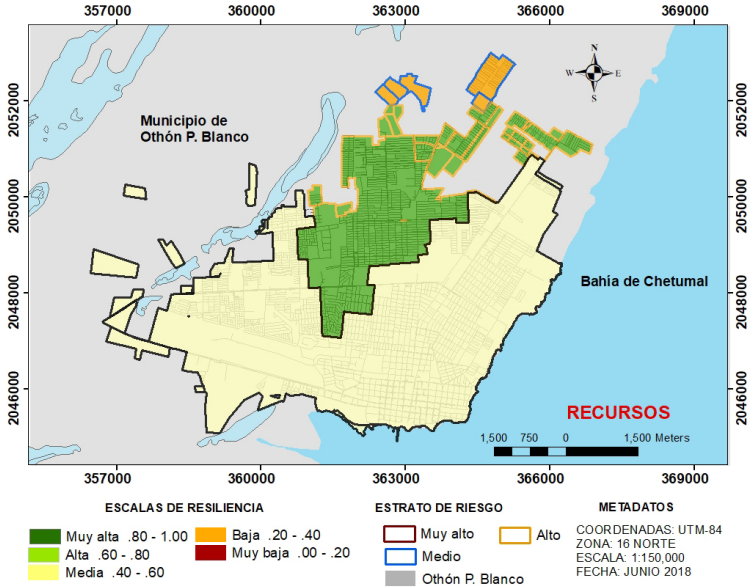 357000 360000 363000 366000 369000
2052000
2050000
2048000
2046000
2052000
2050000
2048000
2046000
N
W E
S
Municipio de
Othón P. Blanco
Bahía de Chetumal
RECURSOS
1,500 750 0 1,500 Meters
357000 360000 363000 366000 369000
ESCALAS DE RESILIENCIA
Muy alta .80 - 1.00
Alta .60 - .80
Media .40 - .60
Baja .20 - .40
Muy baja .00 - .20
ESTRATO DE RIESGO
Muy alto
Medio
Othón P. Blanco
Alto
METADATOS
COORDENADAS: UTM-84
ZONA: 16 NORTE
ESCALA: 1:150,000
FECHA: JUNIO 2018